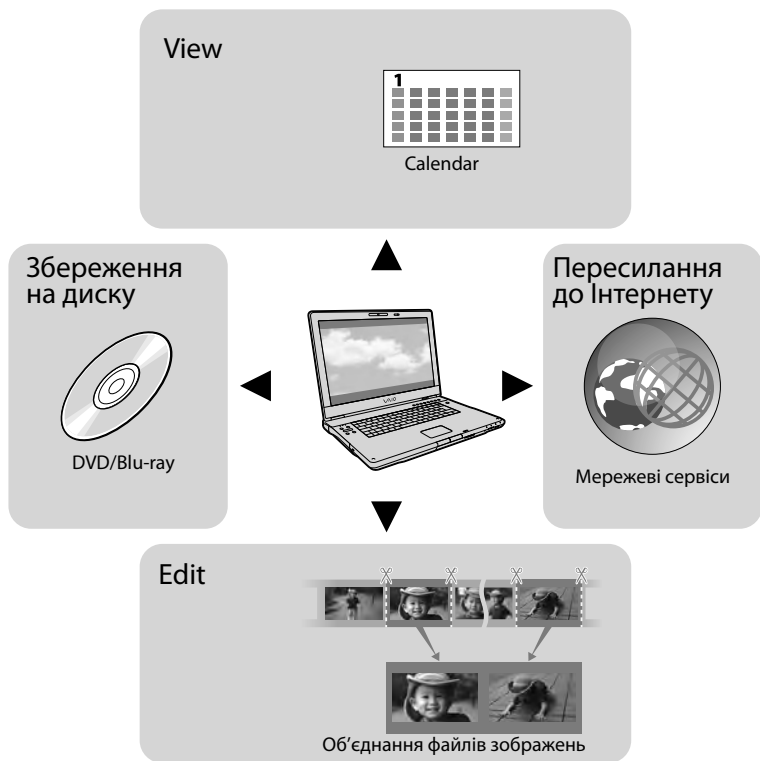 View
1
Calendar
Збереження
на диску
DVD/Blu-ray
VAIO
Пересилання
до Інтернету
Мережеві сервіси
Edit
Об’єднання файлів зображень